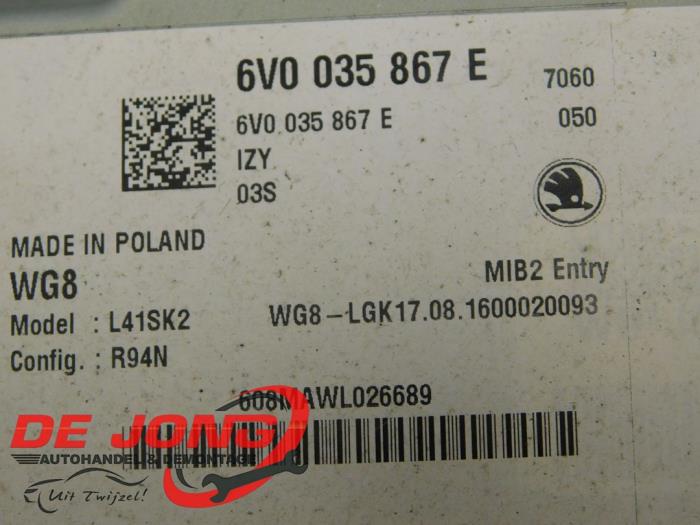 6V0 035 867 E
7060
6V0 035 867 E
050
IZY
03S
MADE IN POLAND
WG8
MIB2 Entry
Model : L41SK2
WG8-LGK17.08.1600020093
Config. : R94N
608MAWL026689
DE JONG
AUTOHANDEL & DEMONTAGE
Uit Twijzel!